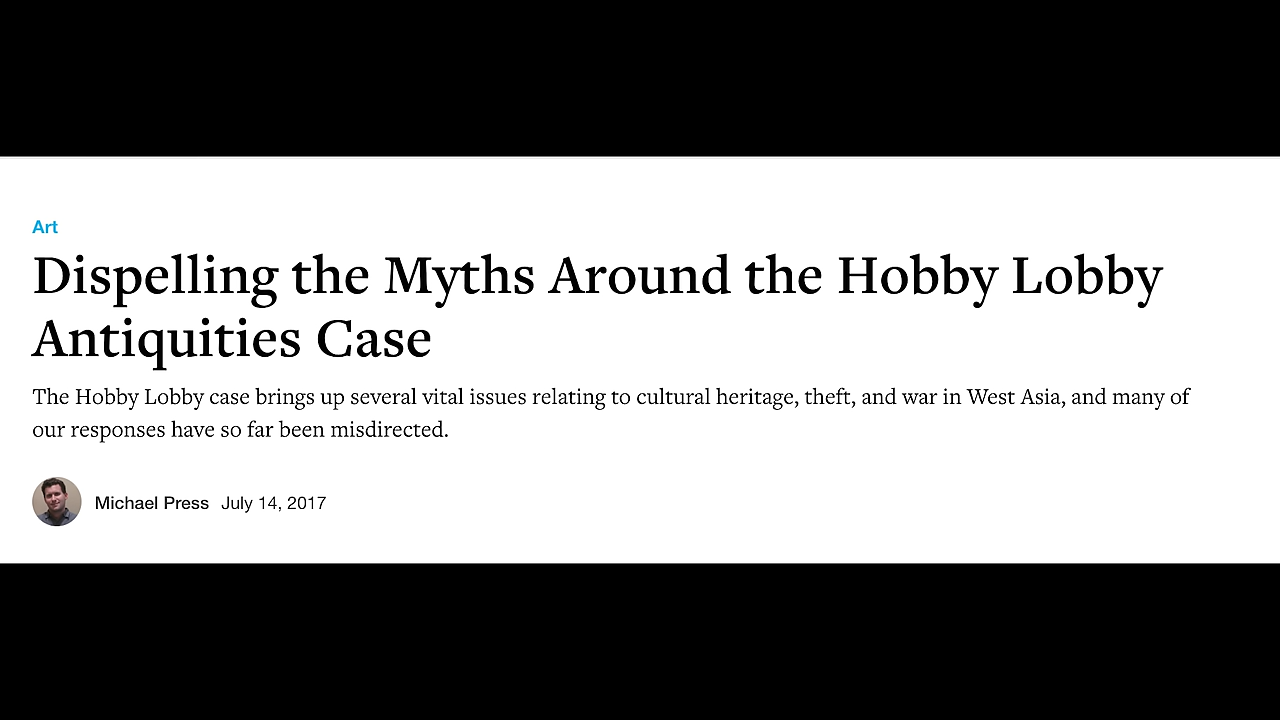 Art
Dispelling the Myths Around the Hobby Lobby
Antiquities Case
The Hobby Lobby case brings up several vital issues relating to cultural heritage, theft, and war in West Asia, and many of
our responses have so far been misdirected.
Michael Press July 14, 2017